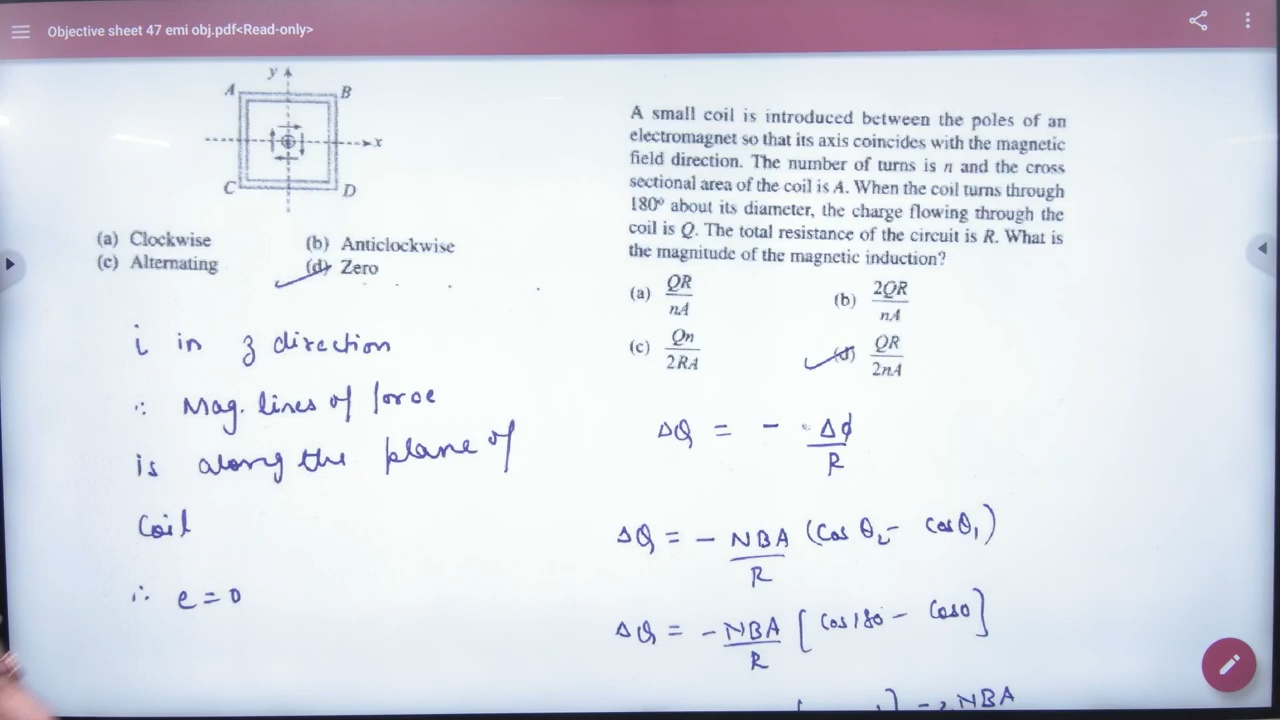 Objective sheet 47 emi obj.pdf<Read-only>
y
A B
x
C D
(a) Clockwise (b) Anticlockwise
(c) Alternating (d) Zero
i in z direction
∴ Mag. lines of force
is along the plane of
Coil
∴ e = 0
A small coil is introduced between the poles of an
electromagnet so that its axis coincides with the magnetic
field direction. The number of turns is n and the cross
sectional area of the coil is A. When the coil turns through
180º about its diameter, the charge flowing through the
coil is Q. The total resistance of the circuit is R. What is
the magnitude of the magnetic induction?
(a) QR/nA (b) 2QR/nA
(c) Qn/2RA (d) QR/2nA
ΔQ = - Δφ/R
ΔQ = - NBA/R (Cos θ₂ - Cos θ₁)
ΔQ = - NBA/R [Cos 180 - Cos 0]
NBA